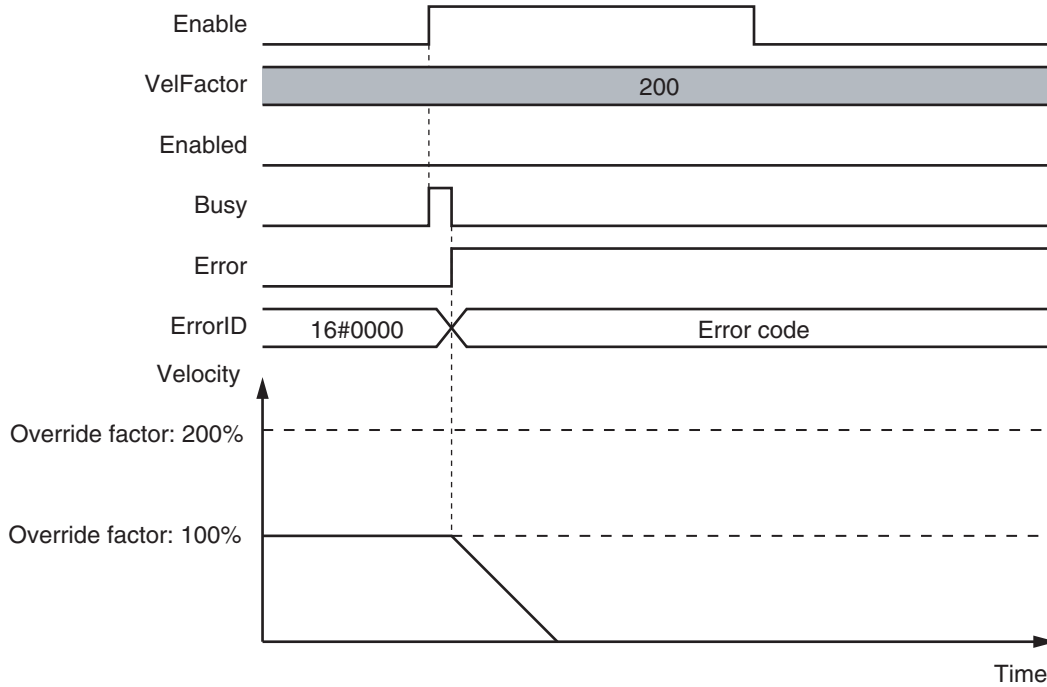 Enable
VelFactor
200
Enabled
Busy
Error
ErrorID
16#0000
Error code
Velocity
Override factor: 200%
Override factor: 100%
Time